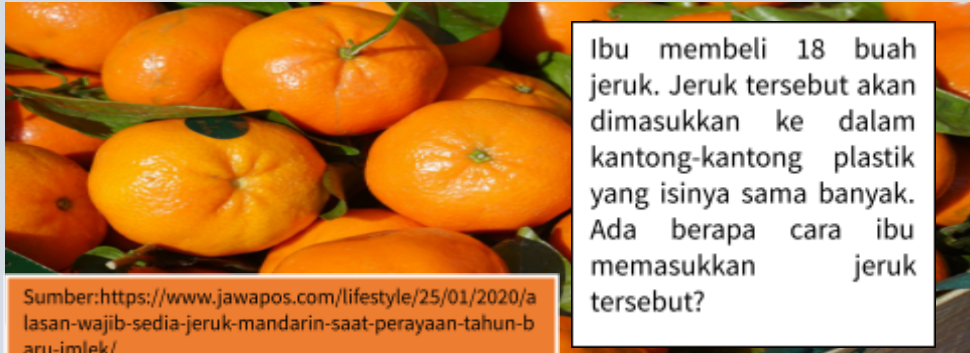 Ibu membeli 18 buah
jeruk. Jeruk tersebut akan
dimasukkan ke dalam
kantong-kantong plastik
yang isinya sama banyak.
Ada berapa cara ibu
memasukkan jeruk
tersebut?
Sumber:https://www.jawapos.com/lifestyle/25/01/2020/a
lasan-wajib-sedia-jeruk-mandarin-saat-perayaan-tahun-b
aru-imlek/